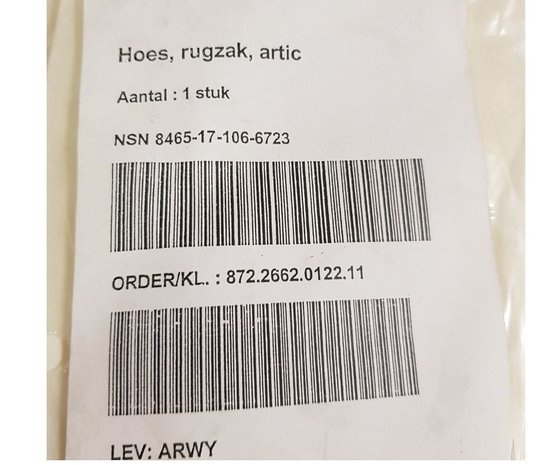 Hoes, rugzak, artic
Aantal : 1 stuk
NSN 8465-17-106-6723
ORDER/KL. : 872.2662.0122.11
LEV: ARWY